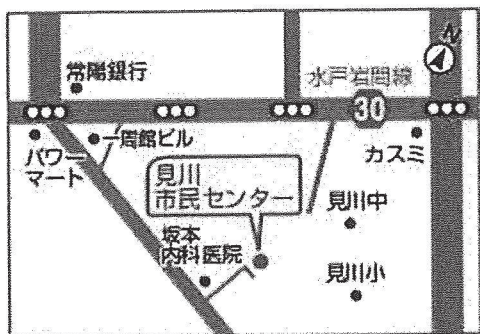 N
常陽銀行
水戸岩間線
30
パワー
マート
一周館ビル
カスミ
見川
市民センター
見川中
坂本
内科医院
見川小